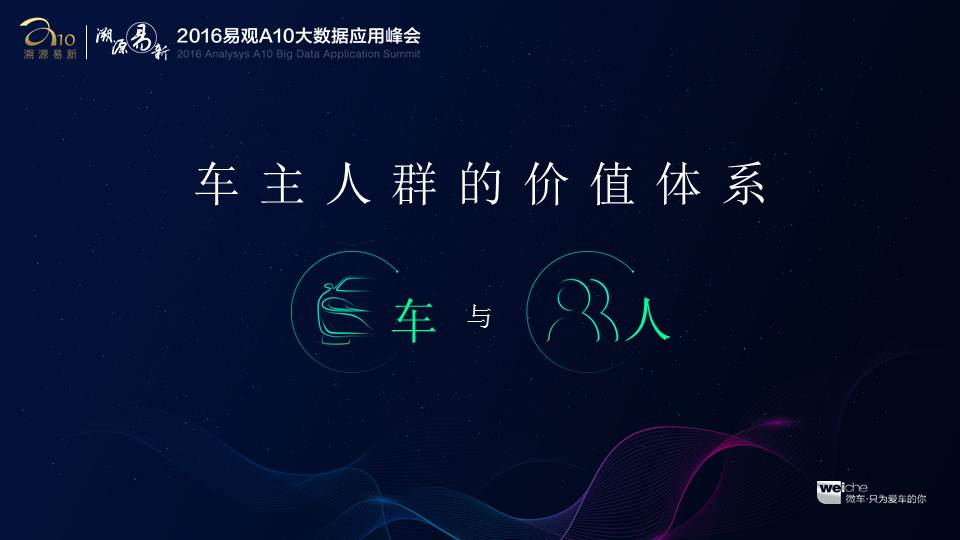 A10
溯源易新
溯源易新
2016易观A10大数据应用峰会
2016 Analysys A10 Big Data Application Summit
车主人群的价值体系
车 与 人
weiche
微车·只为爱车的你